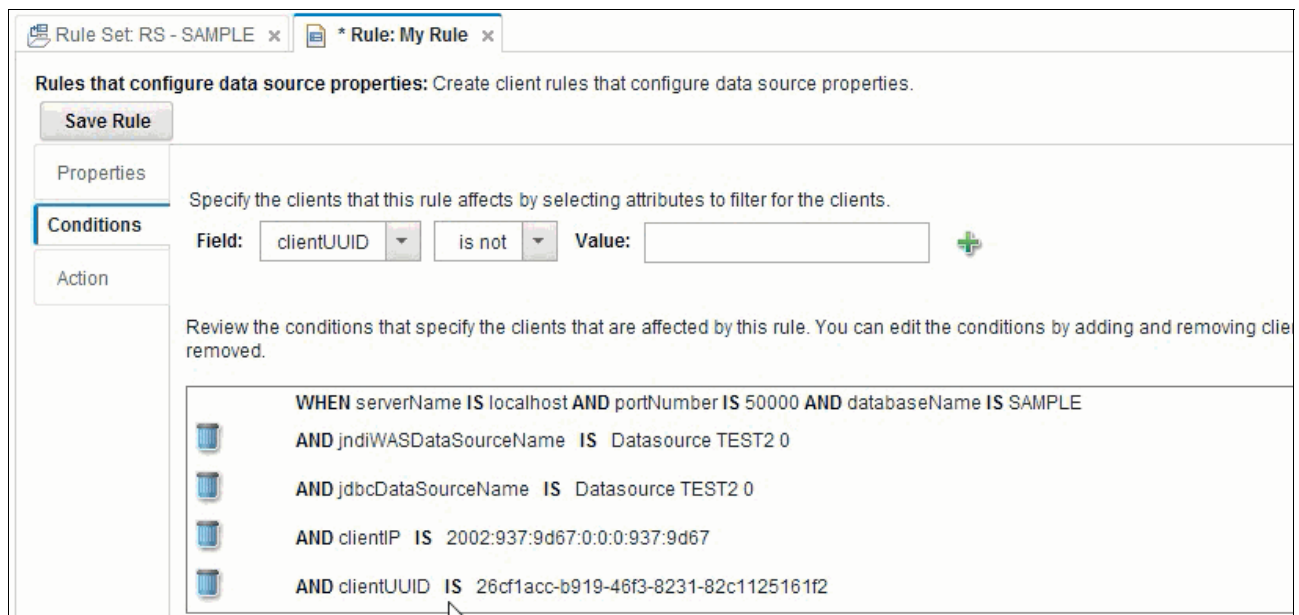 Rule Set: RS - SAMPLE × * Rule: My Rule ×
Rules that configure data source properties: Create client rules that configure data source properties.
Save Rule
Properties
Specify the clients that this rule affects by selecting attributes to filter for the clients.
Conditions
Field: clientUUID is not Value:
Action
Review the conditions that specify the clients that are affected by this rule. You can edit the conditions by adding and removing clie
removed.
WHEN serverName IS localhost AND portNumber IS 50000 AND databaseName IS SAMPLE
AND jndiWASDataSourceName IS Datasource TEST2 0
AND jdbcDataSourceName IS Datasource TEST2 0
AND clientIP IS 2002:937:9d67:0:0:0:937:9d67
AND clientUUID IS 26cf1acc-b919-46f3-8231-82c1125161f2